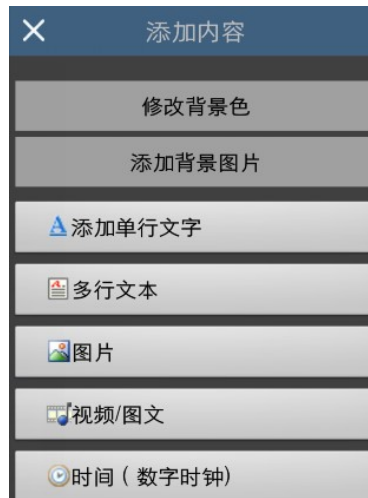 添加内容
修改背景色
添加背景图片
添加单行文字
多行文本
图片
视频/图文
时间（数字时钟)